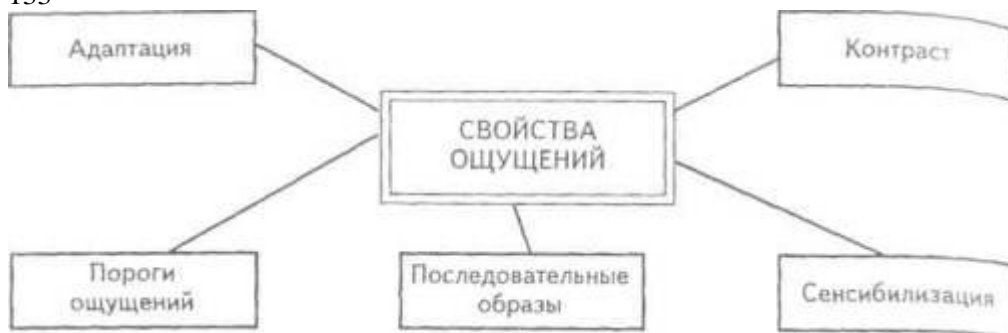 Адаптация
Контраст
СВОЙСТВА
ОЩУЩЕНИЙ
Пороги
ощущений
Последовательные
образы
Сенсибилизация